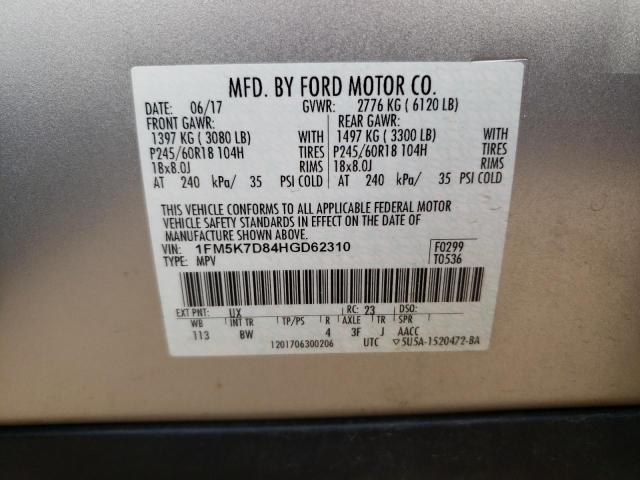 MFD. BY FORD MOTOR CO.
DATE: 06/17 GVWR: 2776 KG ( 6120 LB)
FRONT GAWR: REAR GAWR:
1397 KG ( 3080 LB) WITH 1497 KG ( 3300 LB) WITH
P245/60R18 104H TIRES P245/60R18 104H TIRES
18x8.0J RIMS 18x8.0J RIMS
AT 240 kPa/ 35 PSI COLD AT 240 kPa/ 35 PSI COLD
THIS VEHICLE CONFORMS TO ALL APPLICABLE FEDERAL MOTOR
VEHICLE SAFETY STANDARDS IN EFFECT ON THE DATE OF
MANUFACTURE SHOWN ABOVE.
VIN: 1FM5K7D84HGD62310 F0299
TYPE: MPV T0536
EXT PNT: UX RC: 23 DSO:
WB INT TR TP/PS R AXLE TR SPR
113 BW 4 3F J AACC
1201706300206 UTC ▽5U5A-1520472-BA